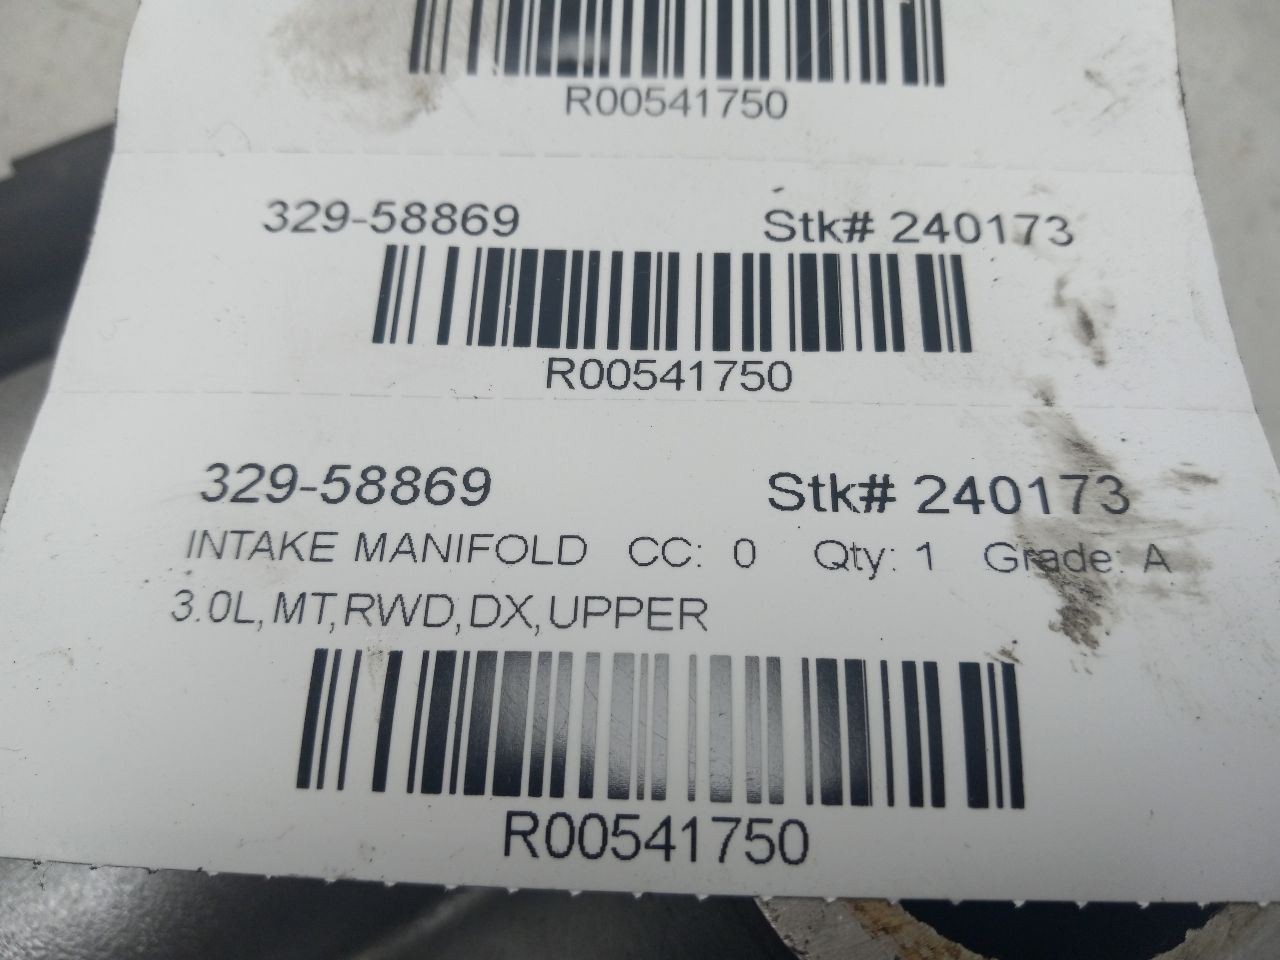 R00541750
329-58869 Stk# 240173
R00541750
329-58869 Stk# 240173
INTAKE MANIFOLD CC: 0 Qty: 1 Grade: A
3.0L,MT,RWD,DX,UPPER
R00541750